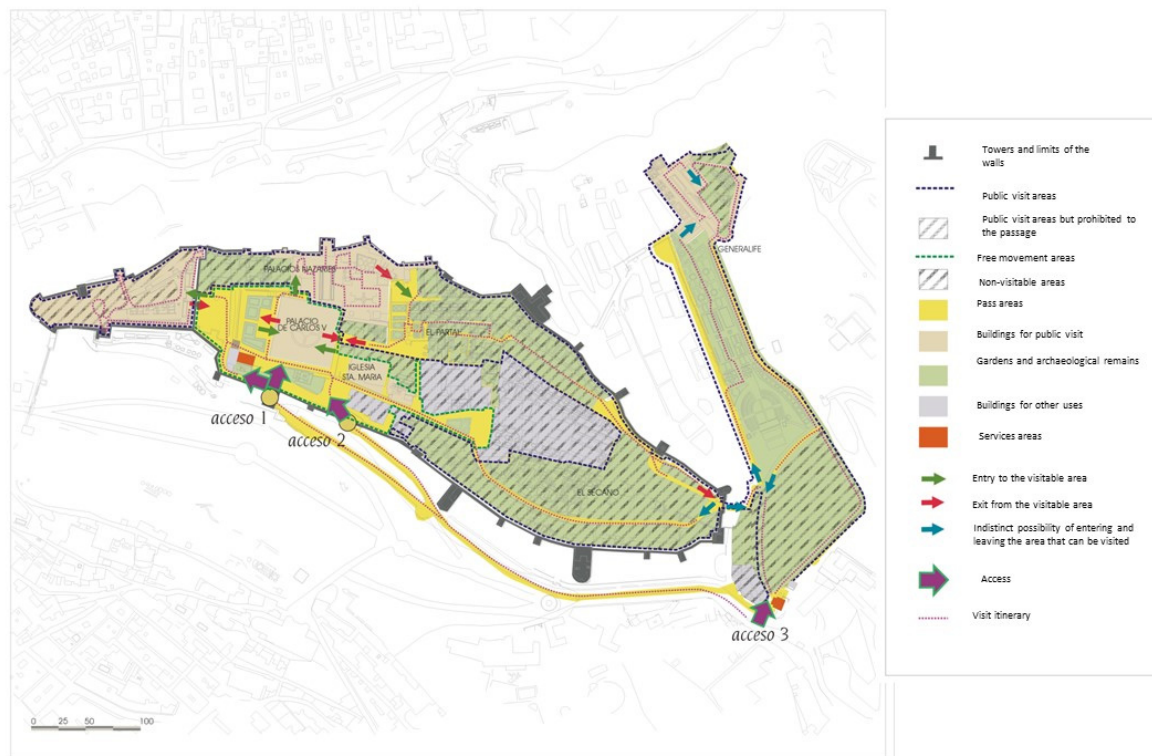 PALACIOS NAZARIES
GENERALIFE
PALACIO
DE CARLOS V
EL PARTAL
IGLESIA
STA. MARIA
EL SECANO
acceso 1
acceso 2
acceso 3
0 25 50 100
Towers and limits of the
walls
Public visit areas
Public visit areas but prohibited to
the passage
Free movement areas
Non-visitable areas
Pass areas
Buildings for public visit
Gardens and archaeological remains
Buildings for other uses
Services areas
Entry to the visitable area
Exit from the visitable area
Indistinct possibility of entering and
leaving the area that can be visited
Access
Visit itinerary